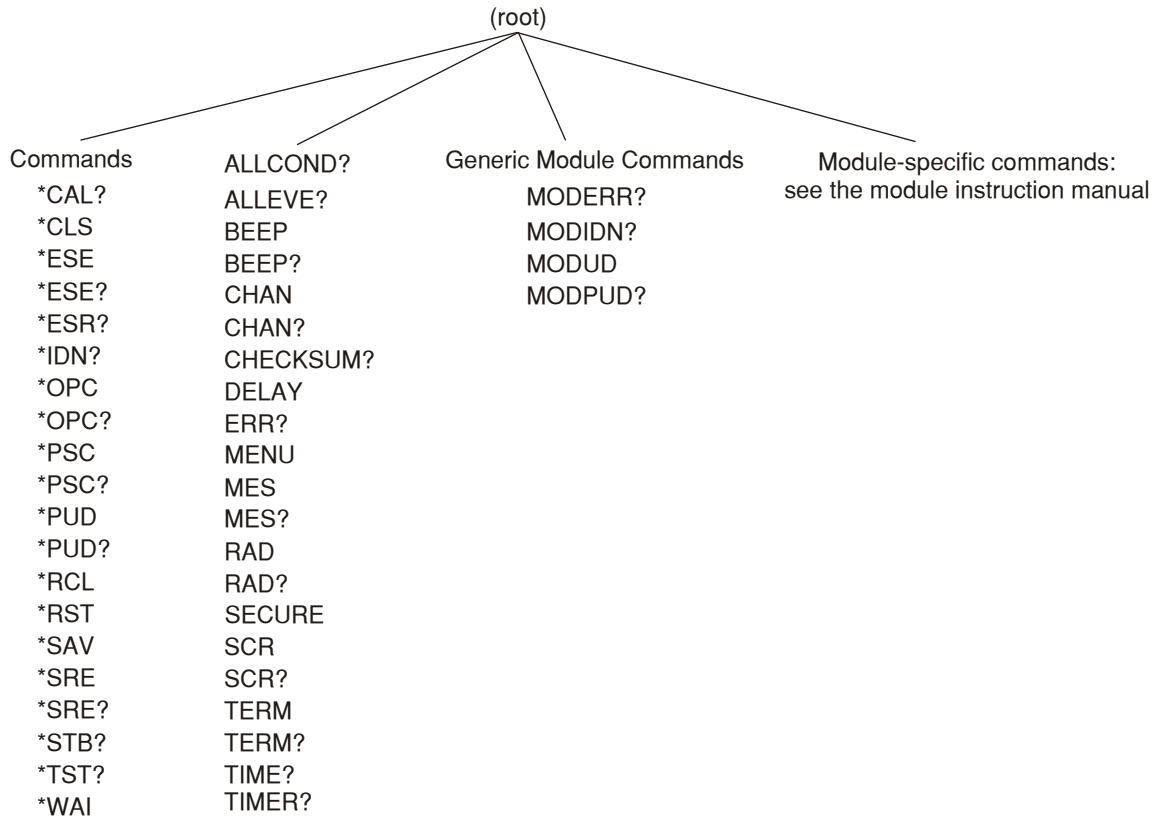 (root)
Commands
*CAL?
*CLS
*ESE
*ESE?
*ESR?
*IDN?
*OPC
*OPC?
*PSC
*PSC?
*PUD
*PUD?
*RCL
*RST
*SAV
*SRE
*SRE?
*STB?
*TST?
*WAI
ALLCOND?
ALLEVE?
BEEP
BEEP?
CHAN
CHAN?
CHECKSUM?
DELAY
ERR?
MENU
MES
MES?
RAD
RAD?
SECURE
SCR
SCR?
TERM
TERM?
TIME?
TIMER?
Generic Module Commands
MODERR?
MODIDN?
MODUD
MODPUD?
Module-specific commands:
see the module instruction manual